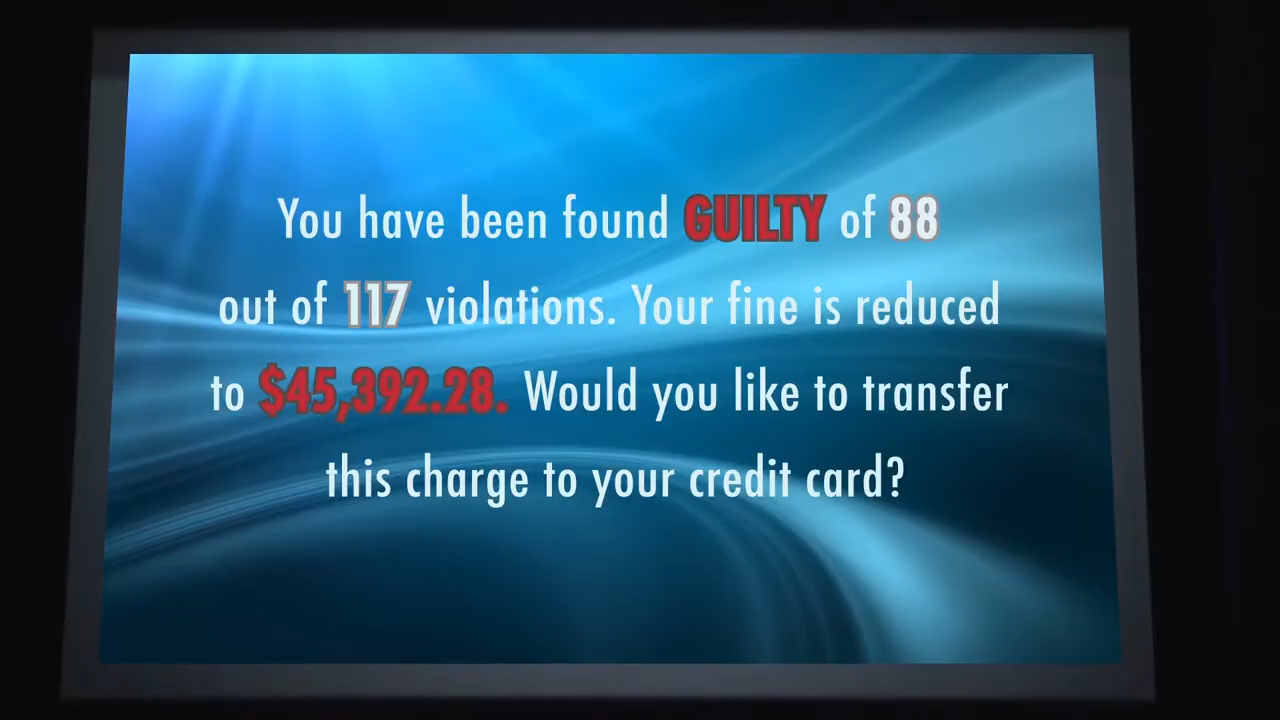 You have been found GUILTY of 88
out of 117 violations. Your fine is reduced
to $45,392.28. Would you like to transfer
this charge to your credit card?